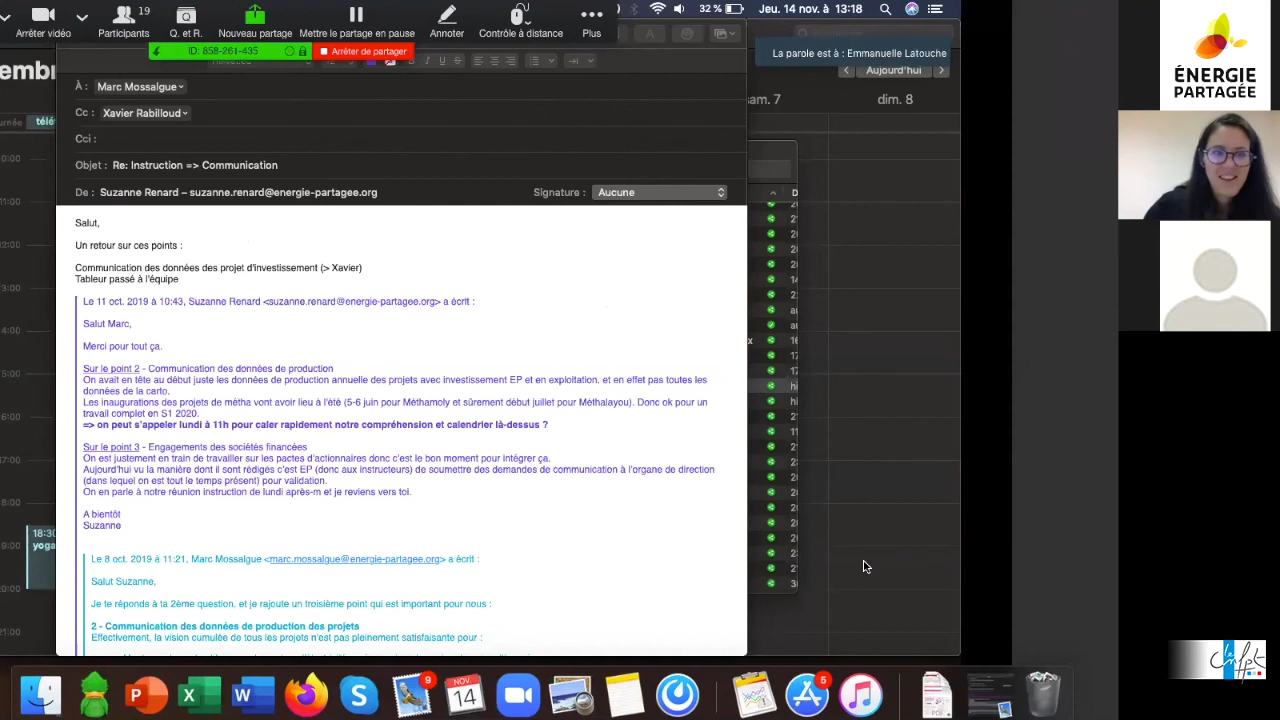 19
32 %
Jeu. 14 nov. à 13:18
Arrêter vidéo
Participants
Q. et R.
Nouveau partage
Mettre le partage en pause
Annoter
Contrôle à distance
Plus
ID: 858-261-435
Arrêter de partager
La parole est à : Emmanuelle Latouche
Aujourd'hui
embr
sam. 7
dim. 8
À :
Marc Mossalgue
Cc :
Xavier Rabilloud
Cci :
Objet : Re: Instruction => Communication
De : Suzanne Renard – suzanne.renard@energie-partagee.org
Signature : Aucune
Salut,
Un retour sur ces points :
Communication des données des projet d'investissement (> Xavier)
Tableur passé à l'équipe
Le 11 oct. 2019 à 10:43, Suzanne Renard <suzanne.renard@energie-partagee.org> a écrit :
Salut Marc,
Merci pour tout ça.
Sur le point 2 - Communication des données de production
On avait en tête au début juste les données de production annuelle des projets avec investissement EP et en exploitation, et en effet pas toutes les
données de la carto.
Les inaugurations des projets de métha vont avoir lieu à l'été (5-6 juin pour Méthamoly et sûrement début juillet pour Méthalayou). Donc ok pour un
travail complet en S1 2020.
=> on peut s'appeler lundi à 11h pour caler rapidement notre compréhension et calendrier là-dessus ?
Sur le point 3 - Engagements des sociétés financées
On est justement en train de travailler sur les pactes d'actionnaires donc c'est le bon moment pour intégrer ça.
Aujourd'hui vu la manière dont il sont rédigés c'est EP (donc aux instructeurs) de soumettre des demandes de communication à l'organe de direction
(dans lequel on est tout le temps présent) pour validation.
On en parle à notre réunion instruction de lundi après-m et je reviens vers toi.
A bientôt
Suzanne
Le 8 oct. 2019 à 11:21, Marc Mossalgue <marc.mossalgue@energie-partagee.org> a écrit :
Salut Suzanne,
Je te réponds à ta 2ème question, et je rajoute un troisième point qui est important pour nous :
2 - Communication des données de production des projets
Effectivement, la vision cumulée de tous les projets n'est pas pleinement satisfaisante pour :
18:30
yoga
9
NOV.
14
5
ÉNERGIE
PARTAGÉE
cnfpt